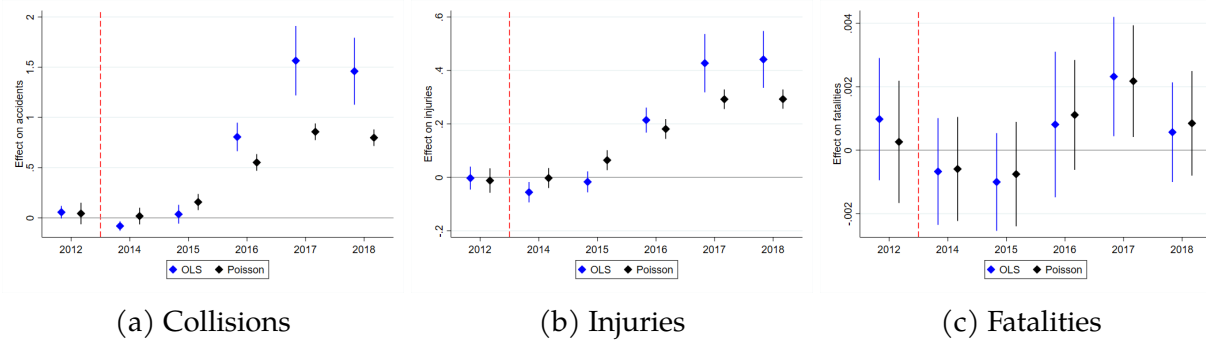 Effect on accidents
2
1.5
1
.5
0
2012 2014 2015 2016 2017 2018
OLS Poisson
(a) Collisions
Effect on injuries
.6
.4
.2
0
-.2
2012 2014 2015 2016 2017 2018
OLS Poisson
(b) Injuries
Effect on fatalities
.004
.002
0
-.002
2012 2014 2015 2016 2017 2018
OLS Poisson
(c) Fatalities